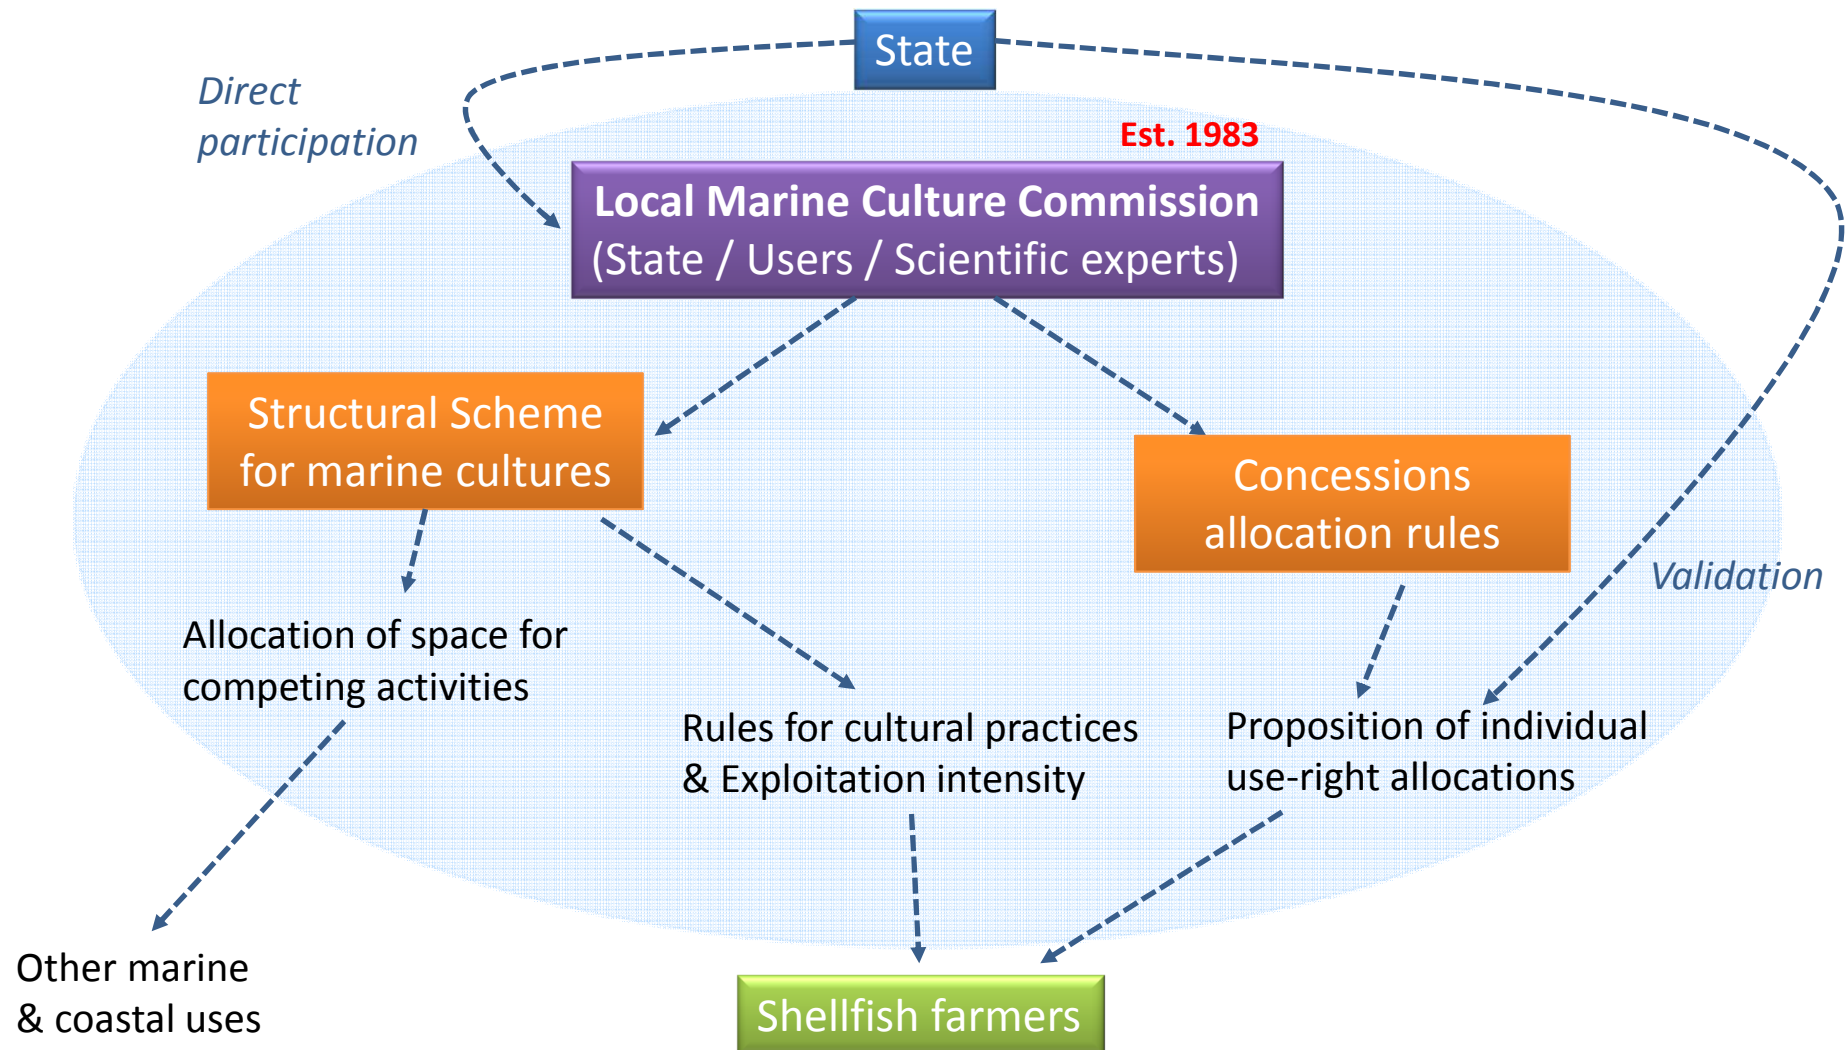 State
Direct
participation
Est. 1983
Local Marine Culture Commission
(State / Users / Scientific experts)
Structural Scheme
for marine cultures
Concessions
allocation rules
Validation
Allocation of space for
competing activities
Rules for cultural practices
& Exploitation intensity
Proposition of individual
use-right allocations
Other marine
& coastal uses
Shellfish farmers